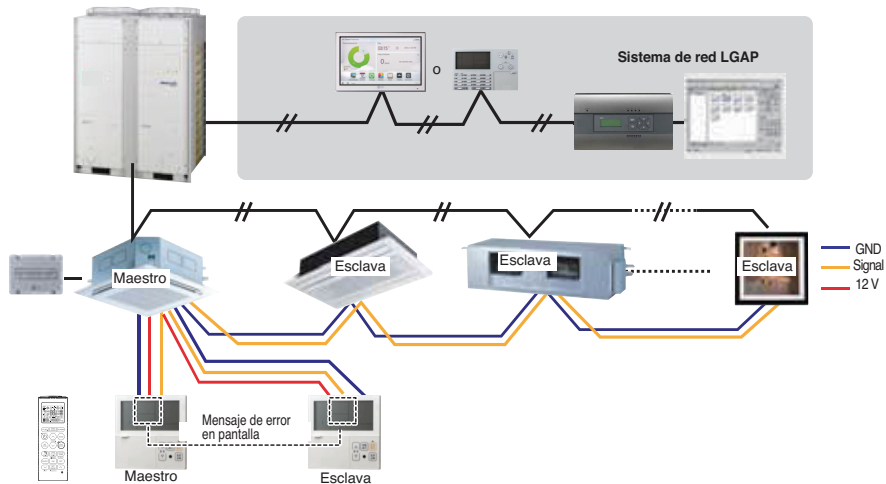 Sistema de red LGAP
o
Maestro
Esclava
Esclava
Esclava
GND
Signal
12 V
Mensaje de error
en pantalla
Maestro
Esclava